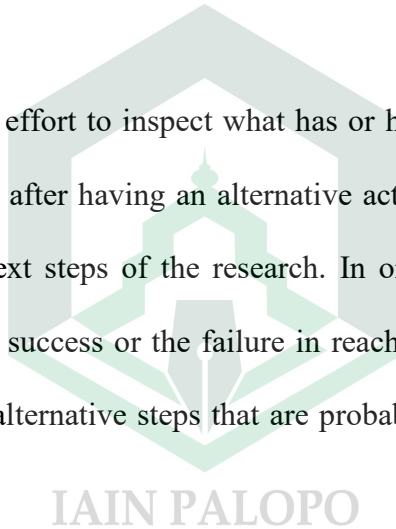 effort to inspect what has or h
after having an alternative act
ext steps of the research. In o
success or the failure in reach
alternative steps that are probab
IAIN PALOPO